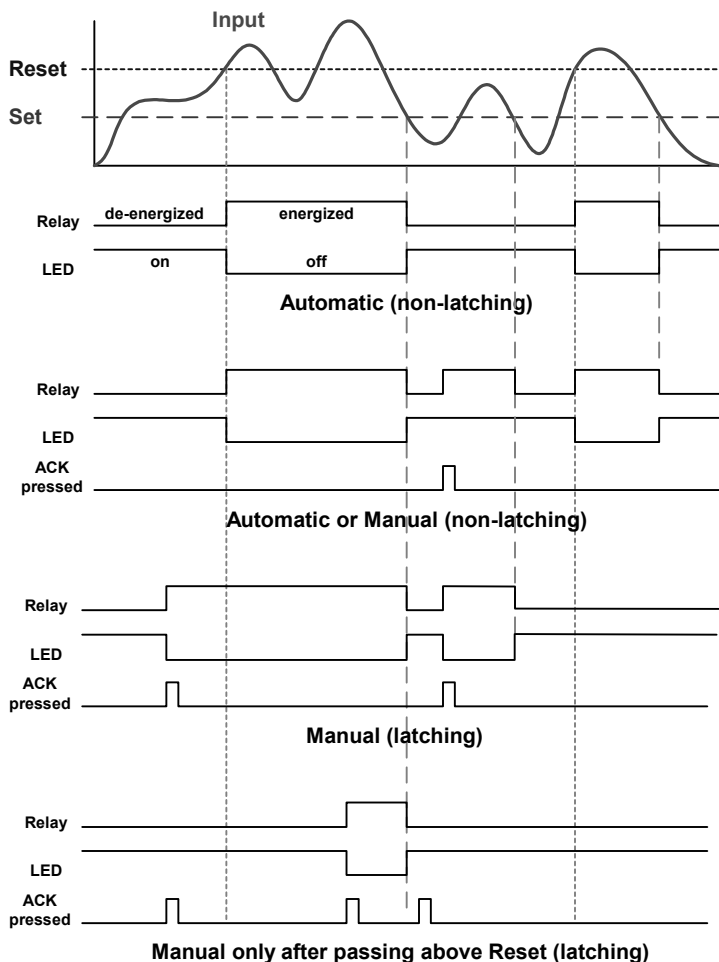 Input
Reset
Set
de-energized energized
Relay
on off
LED
Automatic (non-latching)
Relay
LED
ACK
pressed
Automatic or Manual (non-latching)
Relay
LED
ACK
pressed
Manual (latching)
Relay
LED
ACK
pressed
Manual only after passing above Reset (latching)